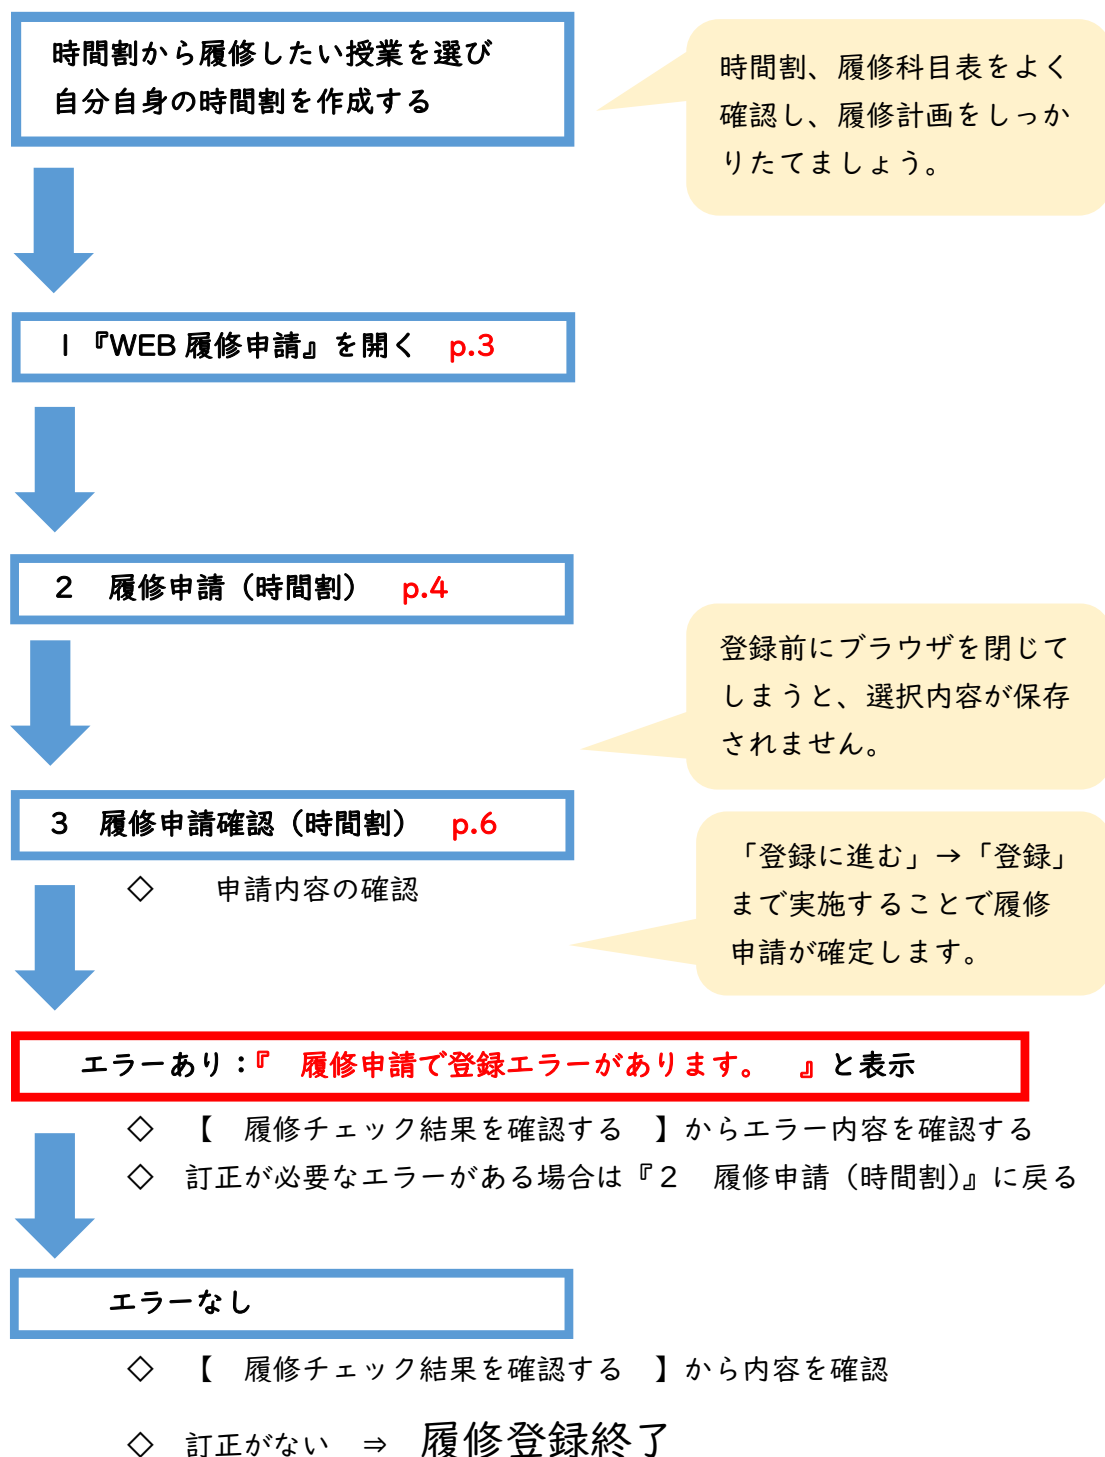 時間割から履修したい授業を選び
自分自身の時間割を作成する
時間割、履修科目表をよく
確認し、履修計画をしっか
りたてましょう。
1『WEB 履修申請』を開く　p.3
2　履修申請（時間割）　p.4
登録前にブラウザを閉じて
しまうと、選択内容が保存
されません。
3　履修申請確認（時間割）　p.6
◇　申請内容の確認
「登録に進む」→「登録」
まで実施することで履修
申請が確定します。
エラーあり：『　履修申請で登録エラーがあります。　』と表示
◇　【　履修チェック結果を確認する　】からエラー内容を確認する
◇　訂正が必要なエラーがある場合は『２　履修申請（時間割）』に戻る
エラーなし
◇　【　履修チェック結果を確認する　】から内容を確認
◇　訂正がない　⇒　履修登録終了